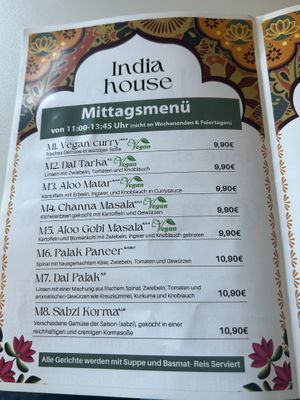 India
house
Mittagsmenü
von 11:00-13:45 Uhr (nicht an Wochenenden & Feiertagen)
M1. Vegan curry Vegan 9,90€
frisches Gemüse in würziger Soße
M2. Dal Tarka Vegan 9,90€
Linsen mit Zwiebeln, Tomaten und Knoblauch
M3. Aloo Matar Vegan 9,90€
Kartoffeln mit Erbsen, Ingwer, und Knoblauch in Currysauce
M4. Channa Masala Vegan 9,90€
Kichererbsen gekocht mit Kartoffeln und Gewürzen
M5. Aloo Gobi Masala Vegan 9,90€
Kartoffeln und Blumenkohl mit Zwiebeln, Ingwer und Knoblauch gebraten
M6. Palak Paneer 10,90€
Spinat mit hausgemachtem Käse, Zwiebeln, Tomaten und Gewürzen
M7. Dal Palak
Linsen mit einer Mischung aus frischem Spinat, Zwiebeln, Tomaten und
aromatischen Gewürzen wie Kreuzkümmel, Kurkuma und Knoblauch 10,90€
M8. Sabzi Korma
Verschiedene Gemüse der Saison (sabzi), gekocht in einer
reichhaltigen und cremigen Kormasoße 10,90€
Alle Gerichte werden mit Suppe und Basmat- Reis Serviert